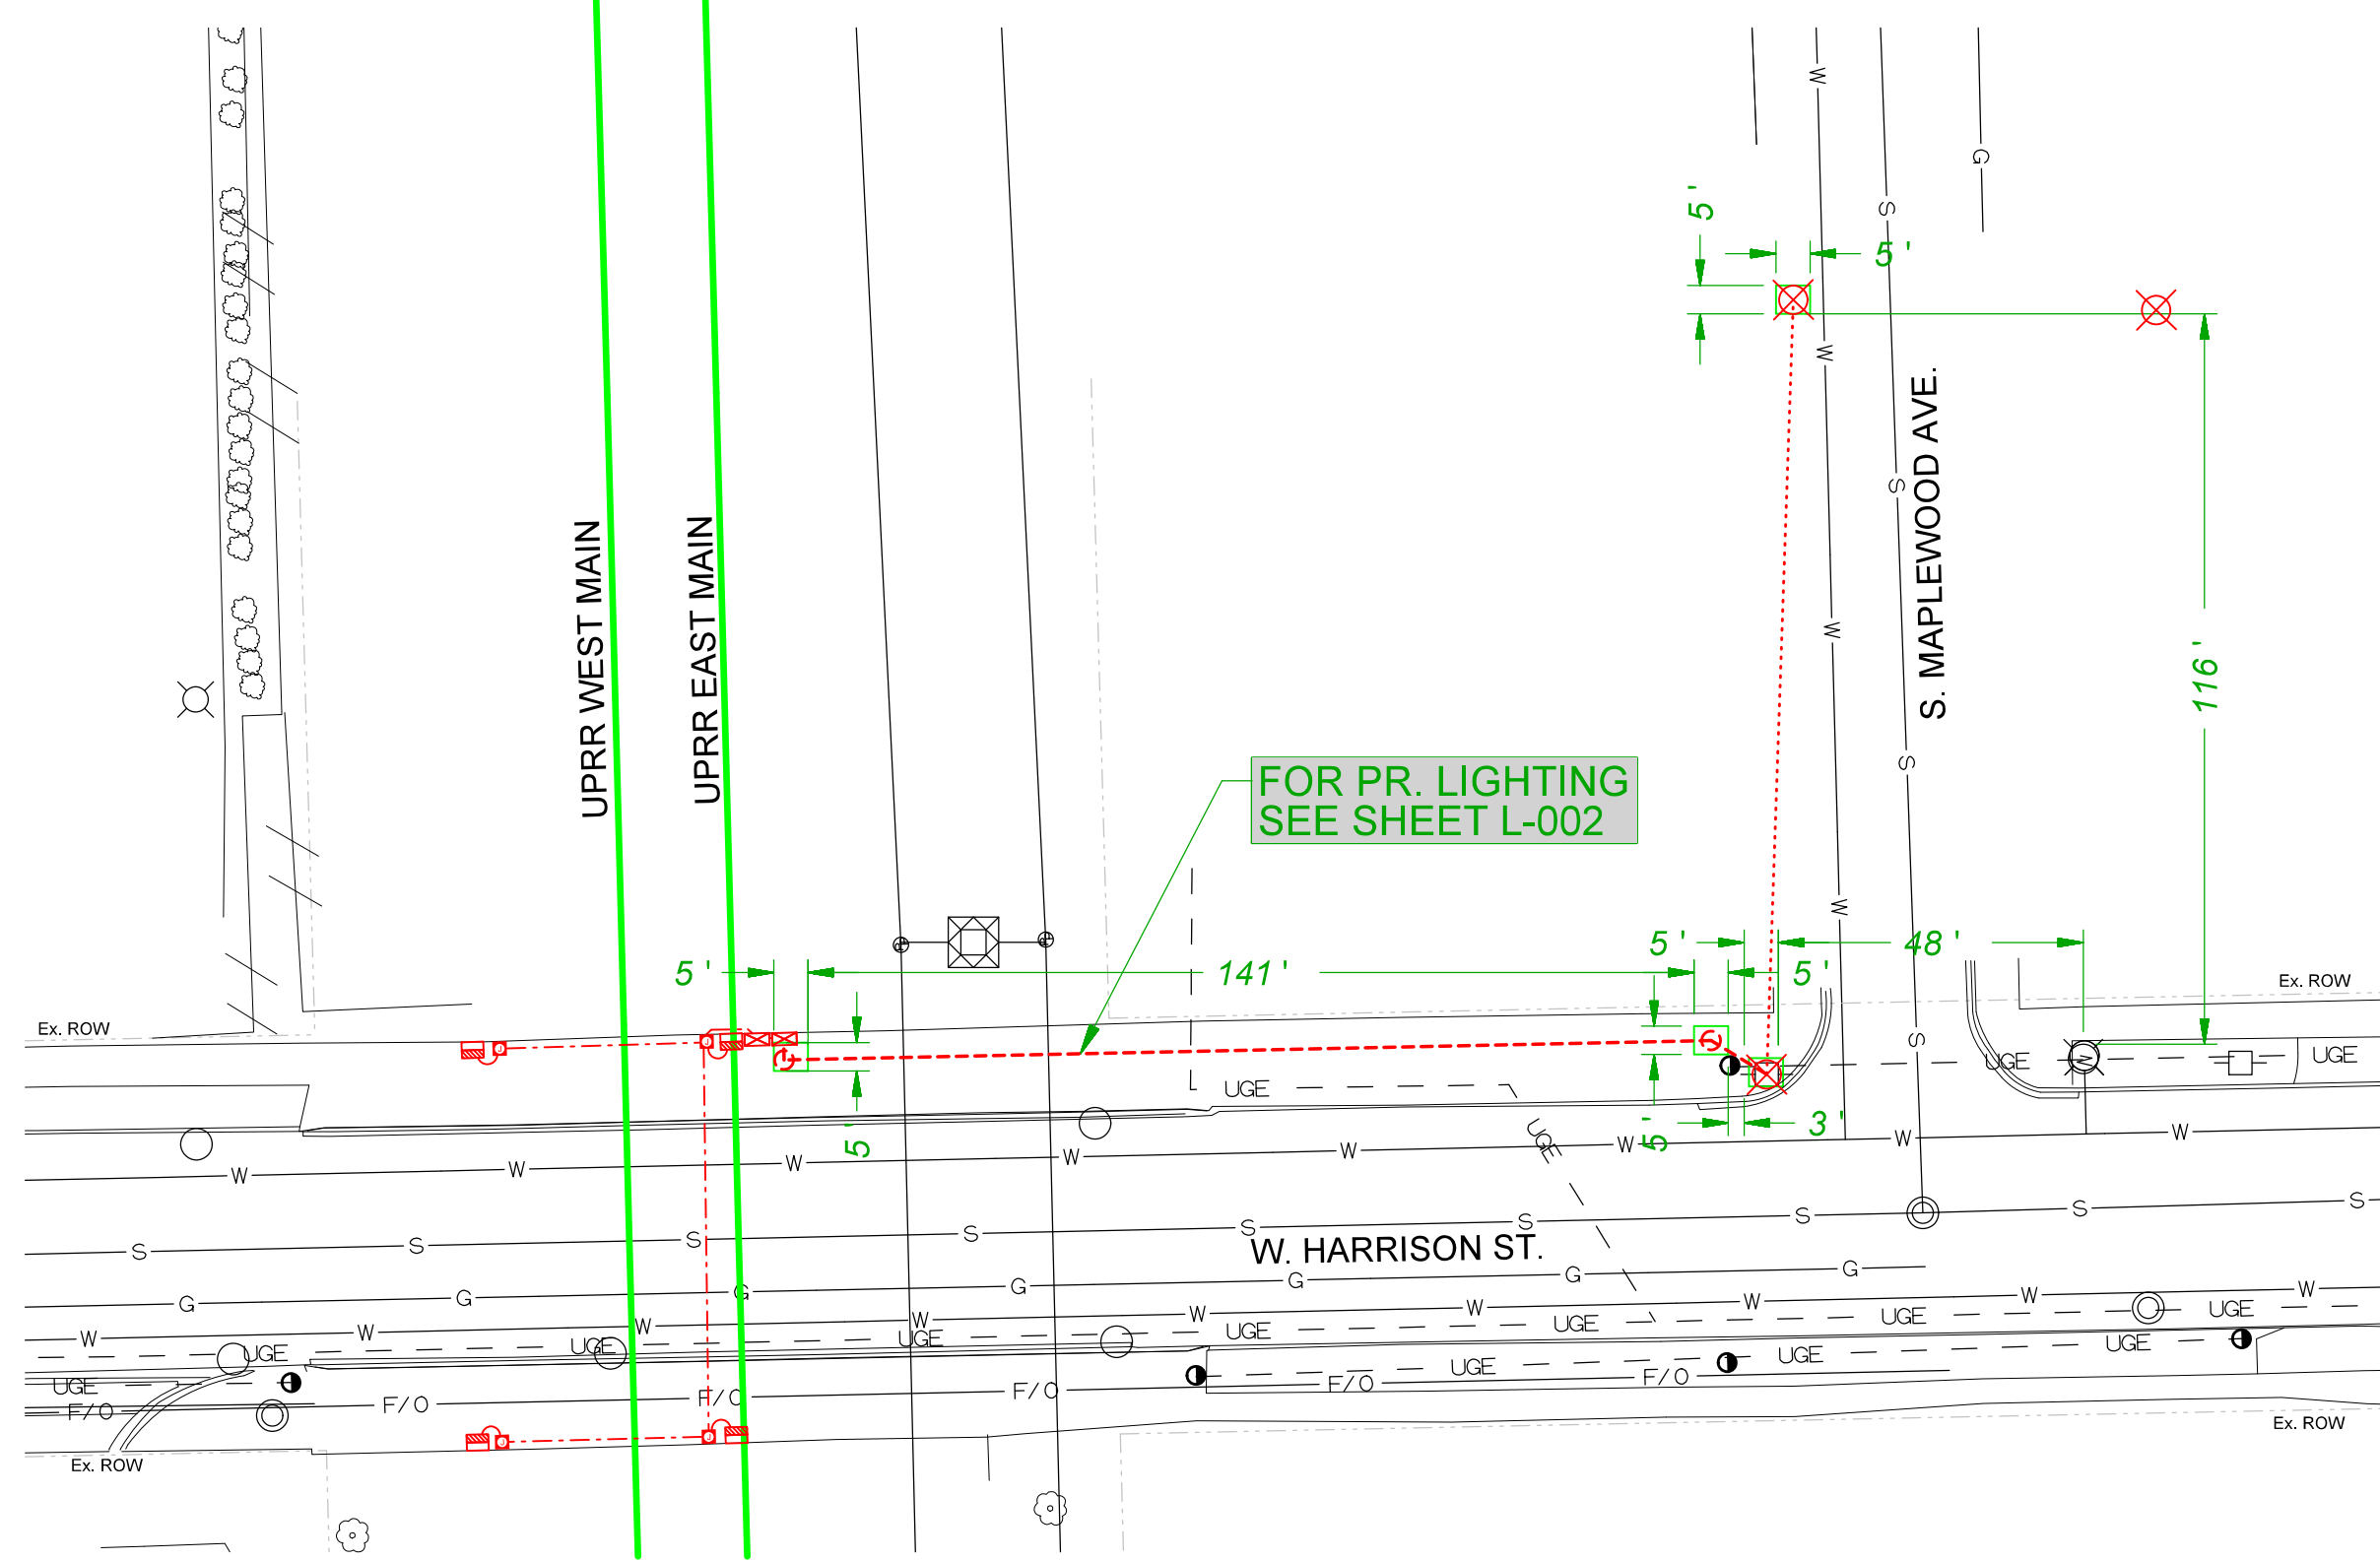 W
G
S
5 '
5 '
W
S. MAPLEWOOD AVE.
S
UPRR WEST MAIN
UPRR EAST MAIN
W
116 '
FOR PR. LIGHTING
SEE SHEET L-002
S
W
5 ' 48 '
5 ' 141 ' 5 '
Ex. ROW
Ex. ROW
S
UGE UGE
UGE
5 ' 5 ' 3 '
UGE
W W W W W W W W
S S S S S S S S S
W. HARRISON ST.
G G G G G G G
W W W W W W W W W
UGE UGE UGE UGE UGE UGE UGE
UGE UGE UGE UGE
F/O F/O F/O F/O F/O F/O
Ex. ROW
Ex. ROW